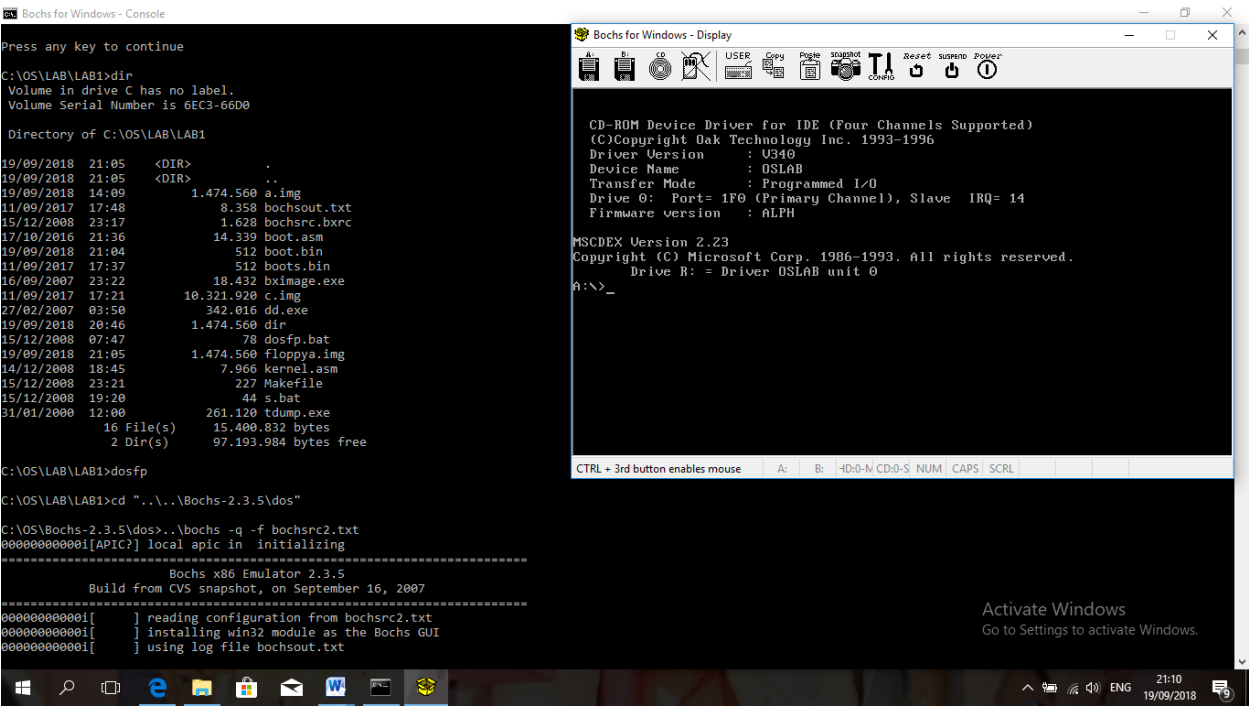 Bochs for Windows - Console
Press any key to continue
C:\OS\LAB\LAB1>dir
Volume in drive C has no label.
Volume Serial Number is 6EC3-66D0
Directory of C:\OS\LAB\LAB1
19/09/2018  21:05    <DIR>          .
19/09/2018  21:05    <DIR>          ..
19/09/2018  14:09         1.474.560 a.img
11/09/2017  17:48             8.358 bochsout.txt
15/12/2008  23:17             1.628 bochsrc.bxrc
17/10/2016  21:36            14.339 boot.asm
19/09/2018  21:04               512 boot.bin
11/09/2017  17:37               512 boots.bin
16/09/2007  23:22            18.432 bximage.exe
11/09/2017  17:21        10.321.920 c.img
27/02/2007  03:50           342.016 dd.exe
19/09/2018  20:46         1.474.560 dir
15/12/2008  07:47                78 dosfp.bat
19/09/2018  21:05         1.474.560 floppya.img
14/12/2008  18:45             7.966 kernel.asm
15/12/2008  23:21               227 Makefile
15/12/2008  19:20                44 s.bat
31/01/2000  12:00           261.120 tdump.exe
16 File(s)     15.400.832 bytes
2 Dir(s)      97.193.984 bytes free
C:\OS\LAB\LAB1>dosfp
C:\OS\LAB\LAB1>cd "..\..\Bochs-2.3.5\dos"
C:\OS\Bochs-2.3.5\dos>..\bochs -q -f bochsrc2.txt
00000000000i[APIC?] local apic in  initializing
========================================================================
Bochs x86 Emulator 2.3.5
Build from CVS snapshot, on September 16, 2007
========================================================================
00000000000i[     ] reading configuration from bochsrc2.txt
00000000000i[     ] installing win32 module as the Bochs GUI
00000000000i[     ] using log file bochsout.txt
Bochs for Windows - Display
A: B: CD USER Copy Paste snapshot CONFIG Reset SUSPEND Power
CD-ROM Device Driver for IDE (Four Channels Supported)
(C)Copyright Oak Technology Inc. 1993-1996
Driver Version     : V340
Device Name        : OSLAB
Transfer Mode      : Programmed I/O
Drive 0:  Port= 1F0 (Primary Channel), Slave  IRQ= 14
Firmware version   : ALPH
MSCDEX Version 2.23
Copyright (C) Microsoft Corp. 1986-1993. All rights reserved.
Drive R: = Driver OSLAB unit 0
A:\>_
CTRL + 3rd button enables mouse A: B: HD:0-M CD:0-S NUM CAPS SCRL
Activate Windows
Go to Settings to activate Windows.
ENG
21:10
19/09/2018
9